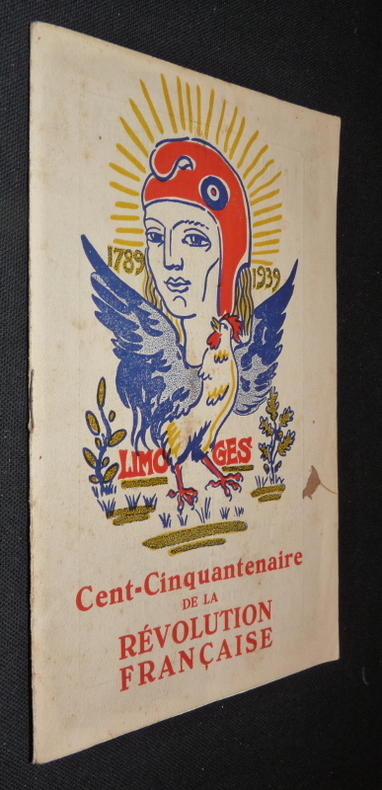 1789
1939
LIMOGES
Cent-Cinquantenaire
DE LA
RÉVOLUTION
FRANÇAISE